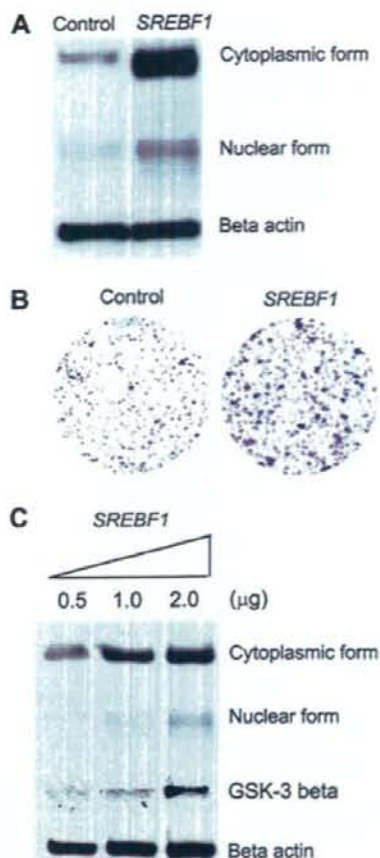 A
Control SREBF1
Cytoplasmic form
Nuclear form
Beta actin
B
Control SREBF1
C
SREBF1
0.5 1.0 2.0 (μg)
Cytoplasmic form
Nuclear form
GSK-3 beta
Beta actin